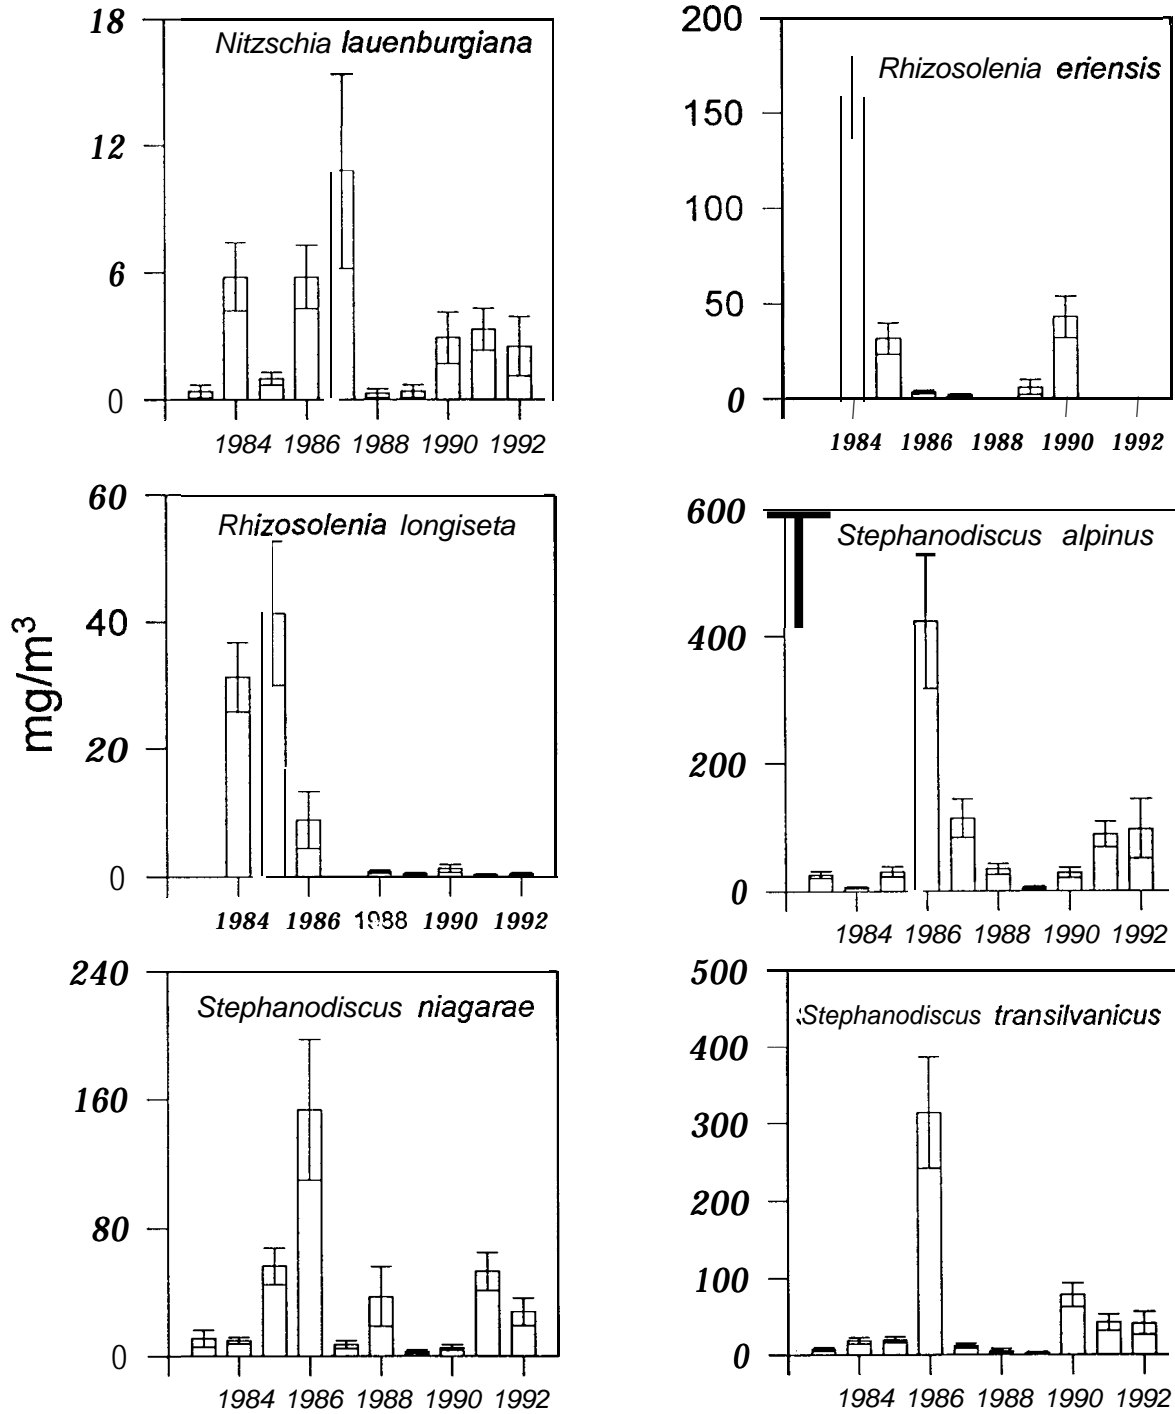 18
Nitzschia lauenburgiana
12
6
0
1984 1986 1988 1990 1992
200
Rhizosolenia eriensis
150
100
50
0
1984 1986 1988 1990 1992
mg/m³
60
Rhizosolenia longiseta
40
20
0
1984 1986 1988 1990 1992
600
Stephanodiscus alpinus
400
200
0
1984 1986 1988 1990 1992
240
Stephanodiscus niagarae
160
80
0
1984 1986 1988 1990 1992
500
Stephanodiscus transilvanicus
400
300
200
100
0
1984 1986 1988 1990 1992